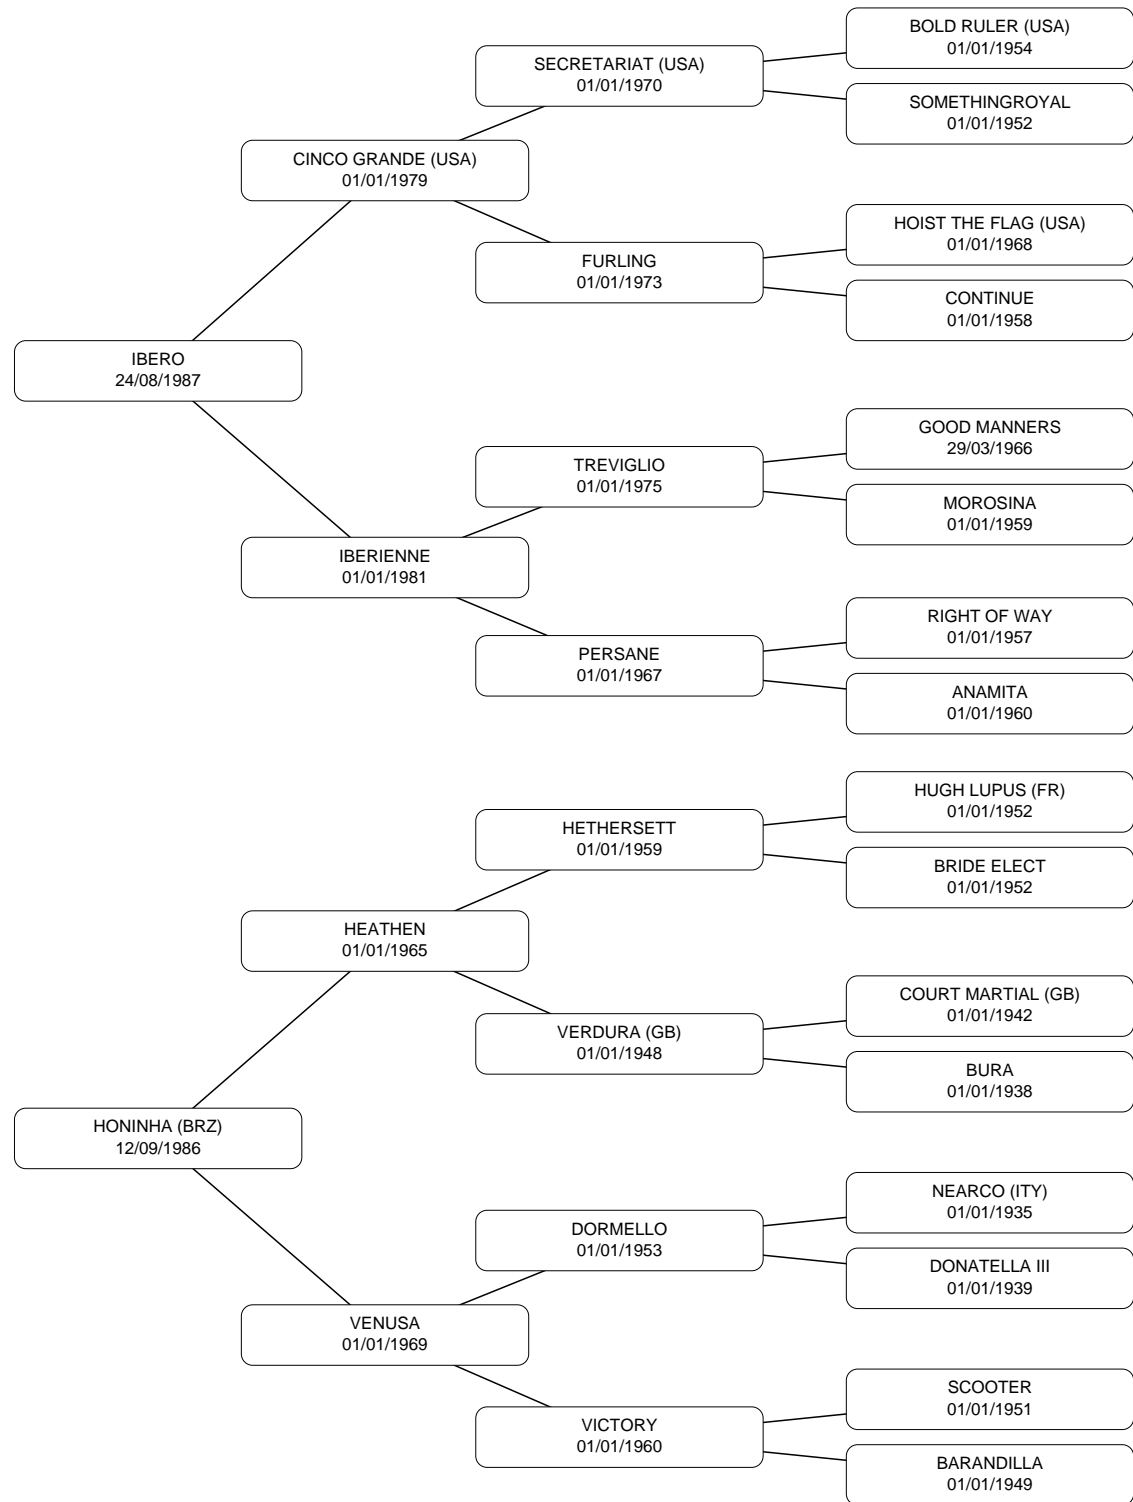 BOLD RULER (USA)
01/01/1954
SECRETARIAT (USA)
01/01/1970
SOMETHINGROYAL
01/01/1952
CINCO GRANDE (USA)
01/01/1979
HOIST THE FLAG (USA)
01/01/1968
FURLING
01/01/1973
CONTINUE
01/01/1958
IBERO
24/08/1987
GOOD MANNERS
29/03/1966
TREVIGLIO
01/01/1975
MOROSINA
01/01/1959
IBERIENNE
01/01/1981
RIGHT OF WAY
01/01/1957
PERSANE
01/01/1967
ANAMITA
01/01/1960
HUGH LUPUS (FR)
01/01/1952
HETHERSETT
01/01/1959
BRIDE ELECT
01/01/1952
HEATHEN
01/01/1965
COURT MARTIAL (GB)
01/01/1942
VERDURA (GB)
01/01/1948
BURA
01/01/1938
HONINHA (BRZ)
12/09/1986
NEARCO (ITY)
01/01/1935
DORMELLO
01/01/1953
DONATELLA III
01/01/1939
VENUSA
01/01/1969
SCOOTER
01/01/1951
VICTORY
01/01/1960
BARANDILLA
01/01/1949